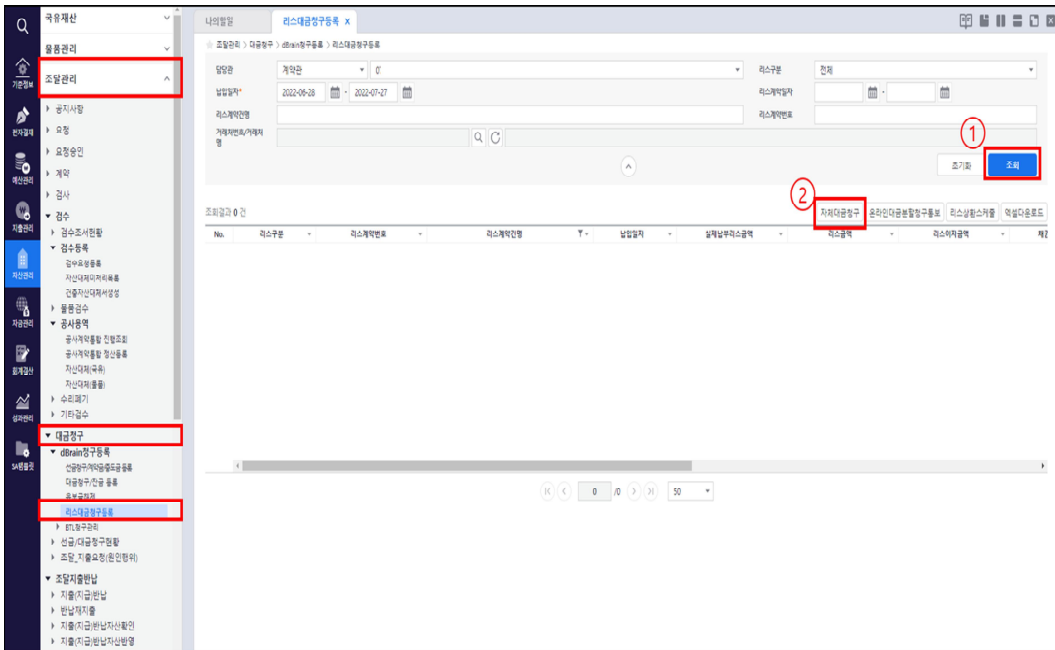 국유재산
물품관리
조달관리
공지사항
요청
요청승인
계약
검사
검수
검수조서현황
검수등록
검수요청등록
자산대체미처리목록
건출자산대체서생성
물품검수
공사용역
공사계약통합 진행조회
공사계약통합 정산등록
자산대체(국유)
자산대체(물품)
수리폐기
기타검수
대금청구
dBrain청구등록
선금청구/계약금/중도금 등록
대금청구/잔금 등록
유보금해제
리스대금청구등록
BTL청구관리
선금/대금청구현황
조달_지출요청(원인행위)
조달지출반납
지출(지급)반납
반납재지출
지출(지급)반납자산확인
지출(지급)반납자산반영
기준정보
전자결재
예산관리
지출관리
자산관리
자금관리
회계결산
성과관리
SA템플릿
나의할일
리스대금청구등록 x
조달관리 > 대금청구 > dBrain청구등록 > 리스대금청구등록
담당관 계약관 리스구분 전체
납입일자* 2022-06-28 - 2022-07-27 리스계약일자 -
리스계약건명 리스계약번호
거래처번호/거래처
명
①
초기화 조회
②
조회결과 0 건 자체대금청구 온라인대금분할청구통보 리스상환스케줄 엑셀다운로드
No. 리스구분 리스계약번호 리스계약건명 납입일자 실제납부리스금액 리스금액 리스이자금액
0 /0 50